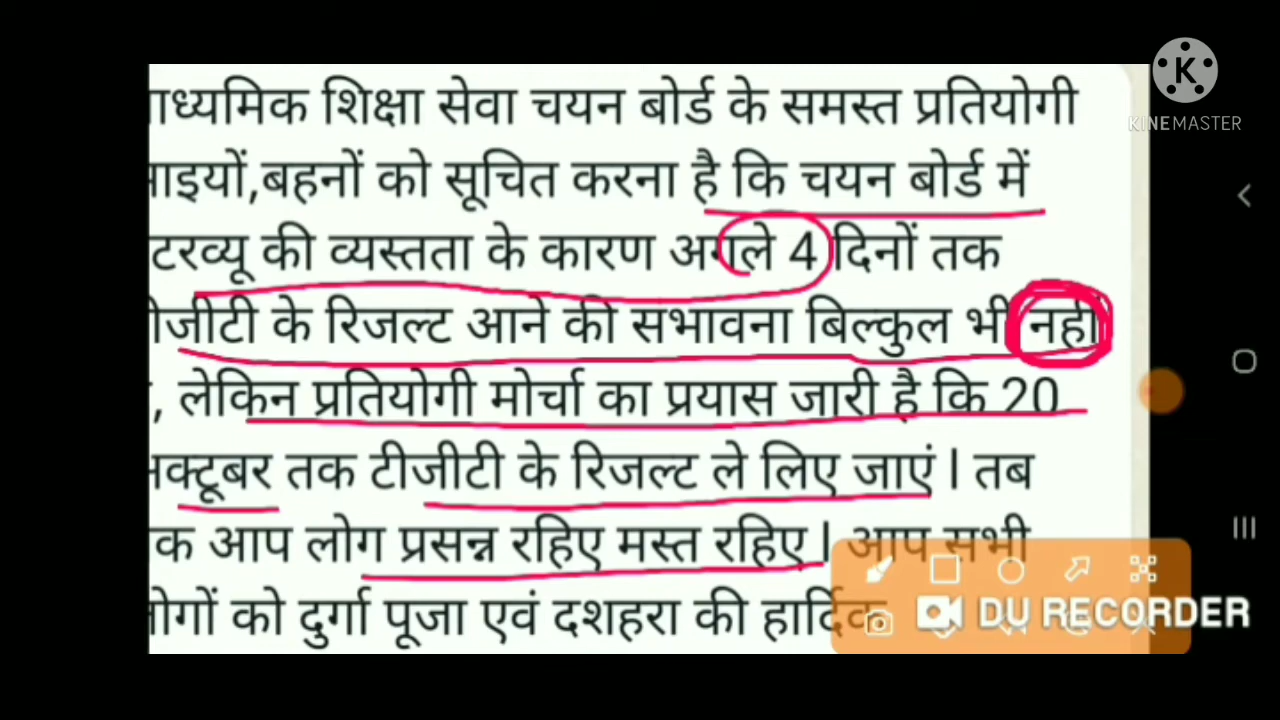 ाध्यमिक शिक्षा सेवा चयन बोर्ड के समस्त प्रतियोगी
ाइयों,बहनों को सूचित करना है कि चयन बोर्ड में
टरव्यू की व्यस्तता के कारण अगले 4 दिनों तक
ीजीटी के रिजल्ट आने की सभावना बिल्कुल भी नहीं
, लेकिन प्रतियोगी मोर्चा का प्रयास जारी है कि 20
क्टूबर तक टीजीटी के रिजल्ट ले लिए जाएं l तब
क आप लोग प्रसन्न रहिए मस्त रहिए l आप सभी
ोगों को दुर्गा पूजा एवं दशहरा की हार्दिक
K
KINEMASTER
DU RECORDER